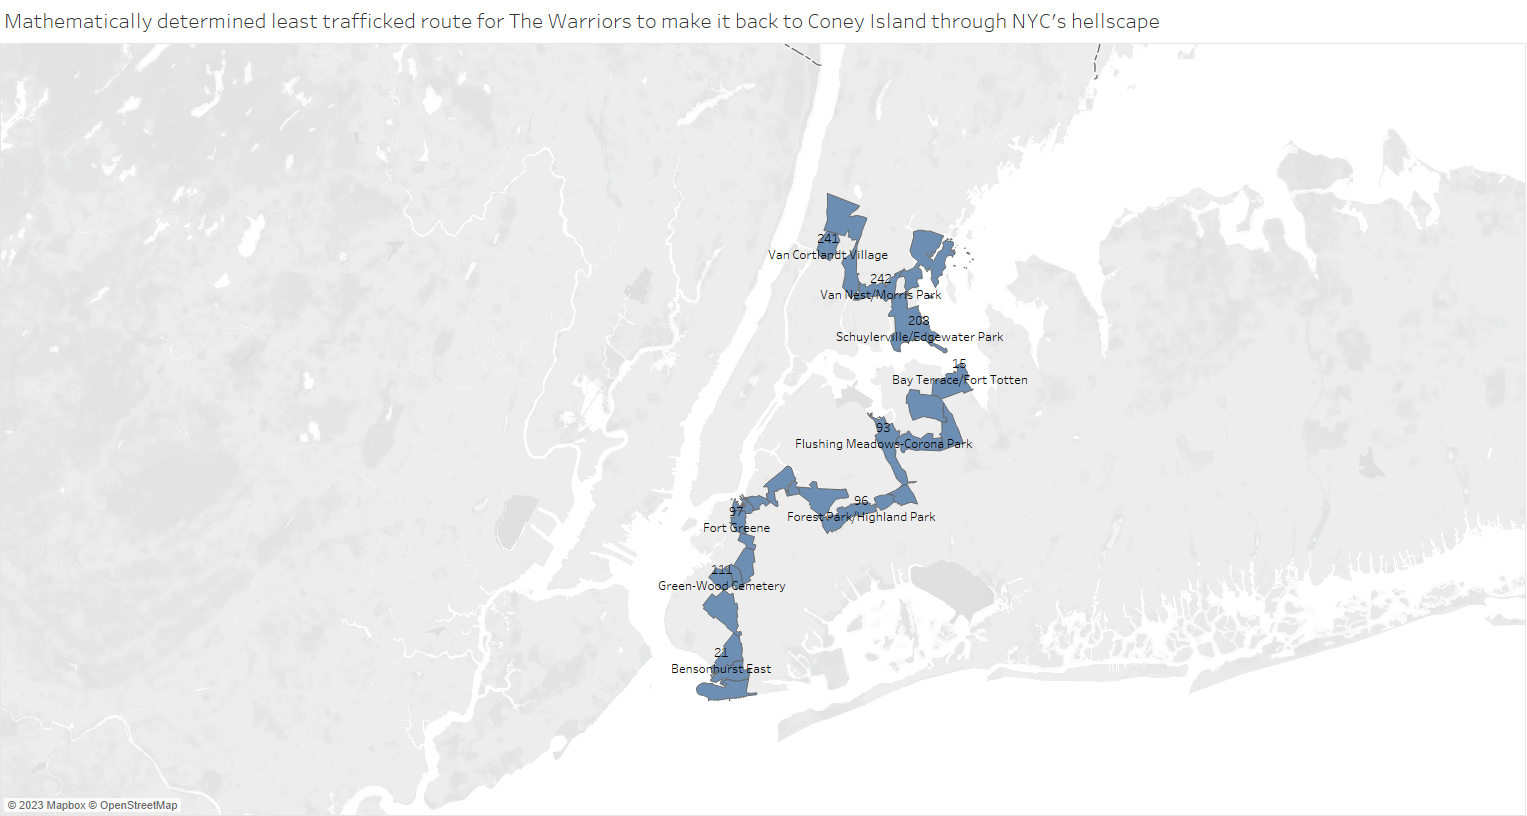 Mathematically determined least trafficked route for The Warriors to make it back to Coney Island through NYC's hellscape
241
Van Cortlandt Village
242
Van Nest/Morris Park
208
Schuylerville/Edgewater Park
15
Bay Terrace/Fort Totten
93
Flushing Meadows-Corona Park
96
Forest Park/Highland Park
97
Fort Greene
111
Green-Wood Cemetery
21
Bensonhurst East
© 2023 Mapbox © OpenStreetMap